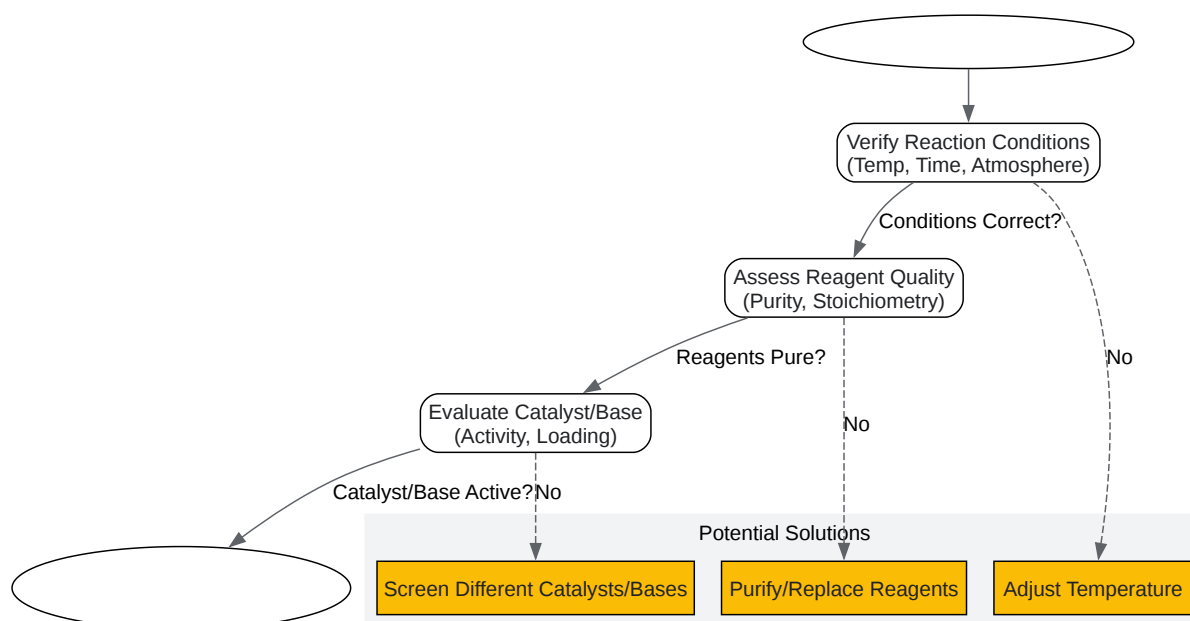 Verify Reaction Conditions
(Temp, Time, Atmosphere)
Conditions Correct?
Assess Reagent Quality
(Purity, Stoichiometry)
Reagents Pure?
No
Evaluate Catalyst/Base
(Activity, Loading)
No
Catalyst/Base Active?
No
Potential Solutions
Screen Different Catalysts/Bases
Purify/Replace Reagents
Adjust Temperature